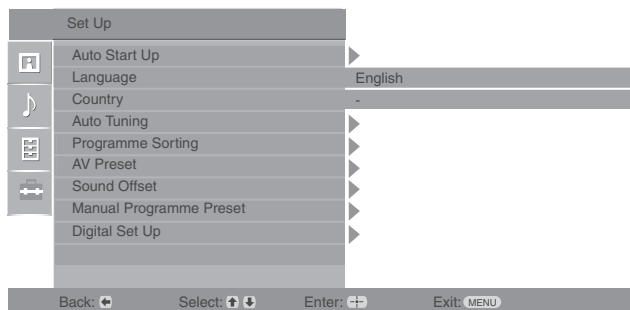 Set Up
Auto Start Up
Language English
Country -
Auto Tuning
Programme Sorting
AV Preset
Sound Offset
Manual Programme Preset
Digital Set Up
Back: Select: Enter: Exit: MENU